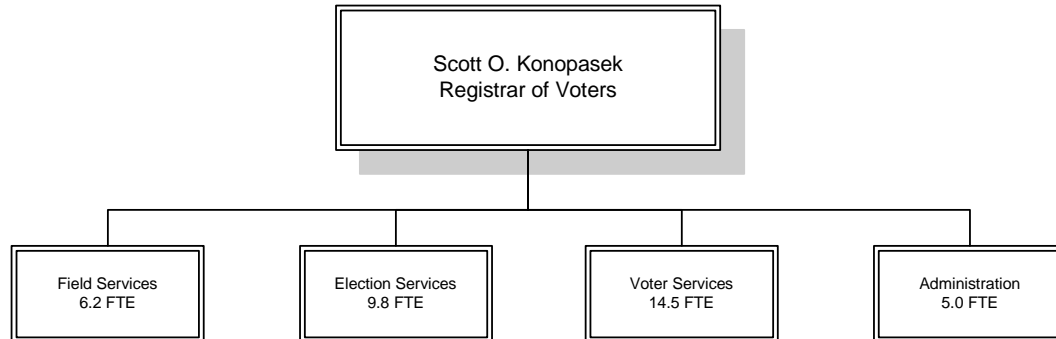 Scott O. Konopasek
Registrar of Voters
Field Services
6.2 FTE
Election Services
9.8 FTE
Voter Services
14.5 FTE
Administration
5.0 FTE